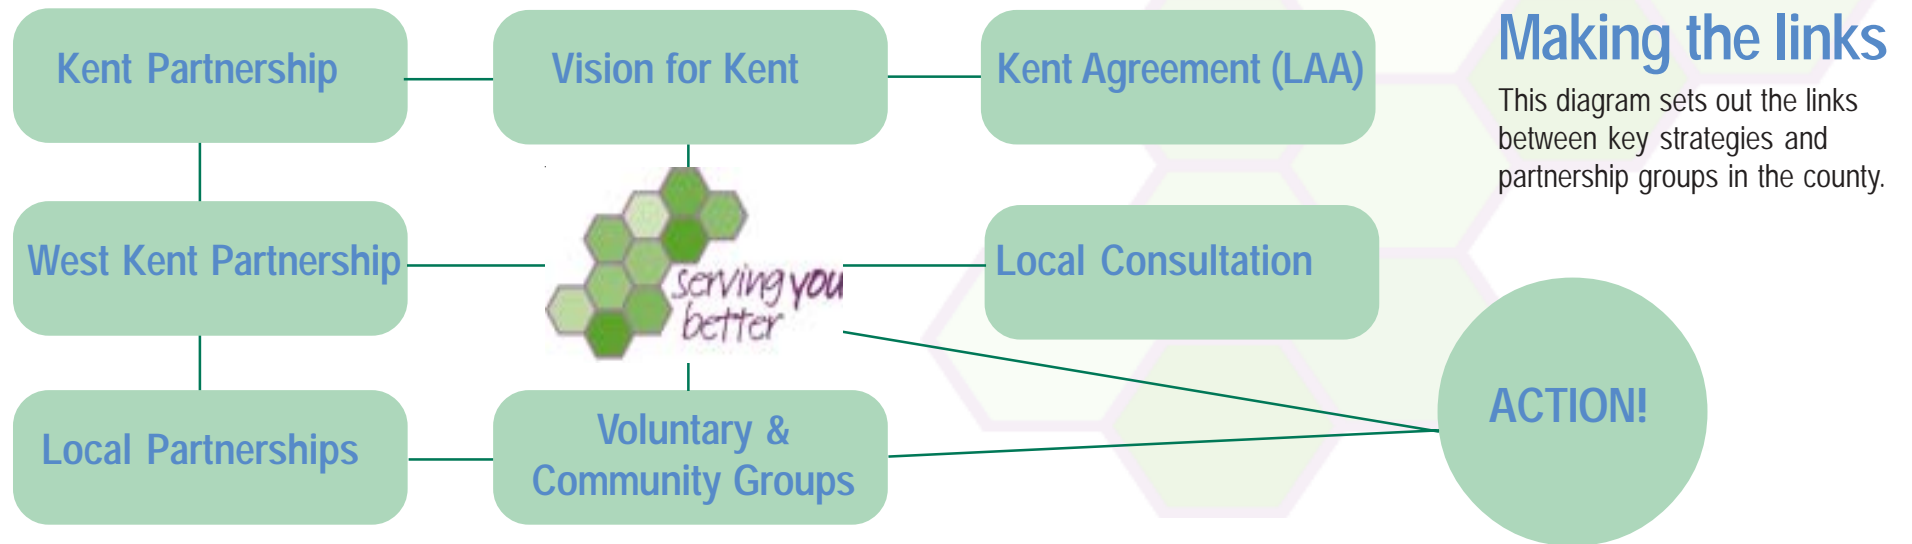 Making the links
This diagram sets out the links
between key strategies and
partnership groups in the county.
Kent Partnership
Vision for Kent
Kent Agreement (LAA)
West Kent Partnership
serving you
better
Local Consultation
Local Partnerships
Voluntary &
Community Groups
ACTION!